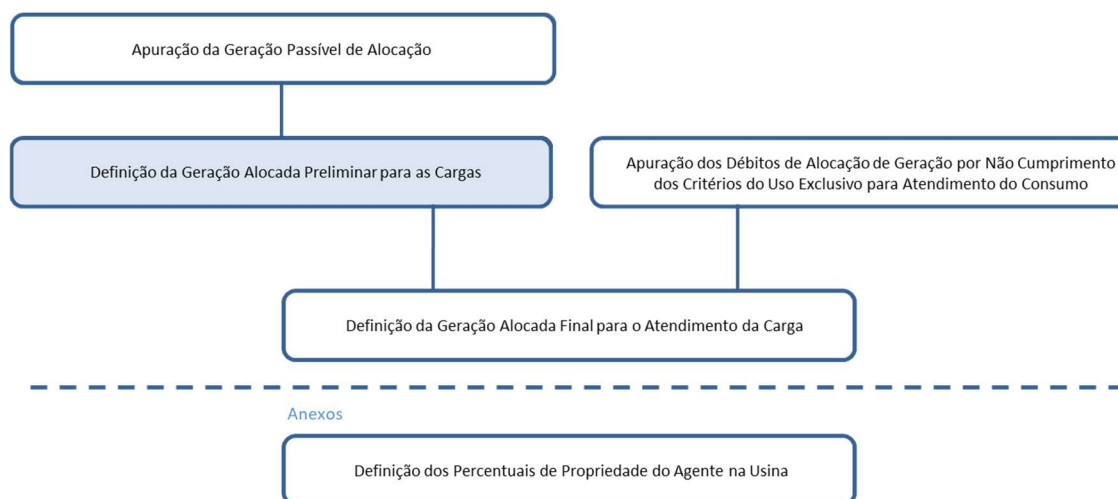 Apuração da Geração Passível de Alocação
Definição da Geração Alocada Preliminar para as Cargas
Apuração dos Débitos de Alocação de Geração por Não Cumprimento
dos Critérios do Uso Exclusivo para Atendimento do Consumo
Definição da Geração Alocada Final para o Atendimento da Carga
Anexos
Definição dos Percentuais de Propriedade do Agente na Usina